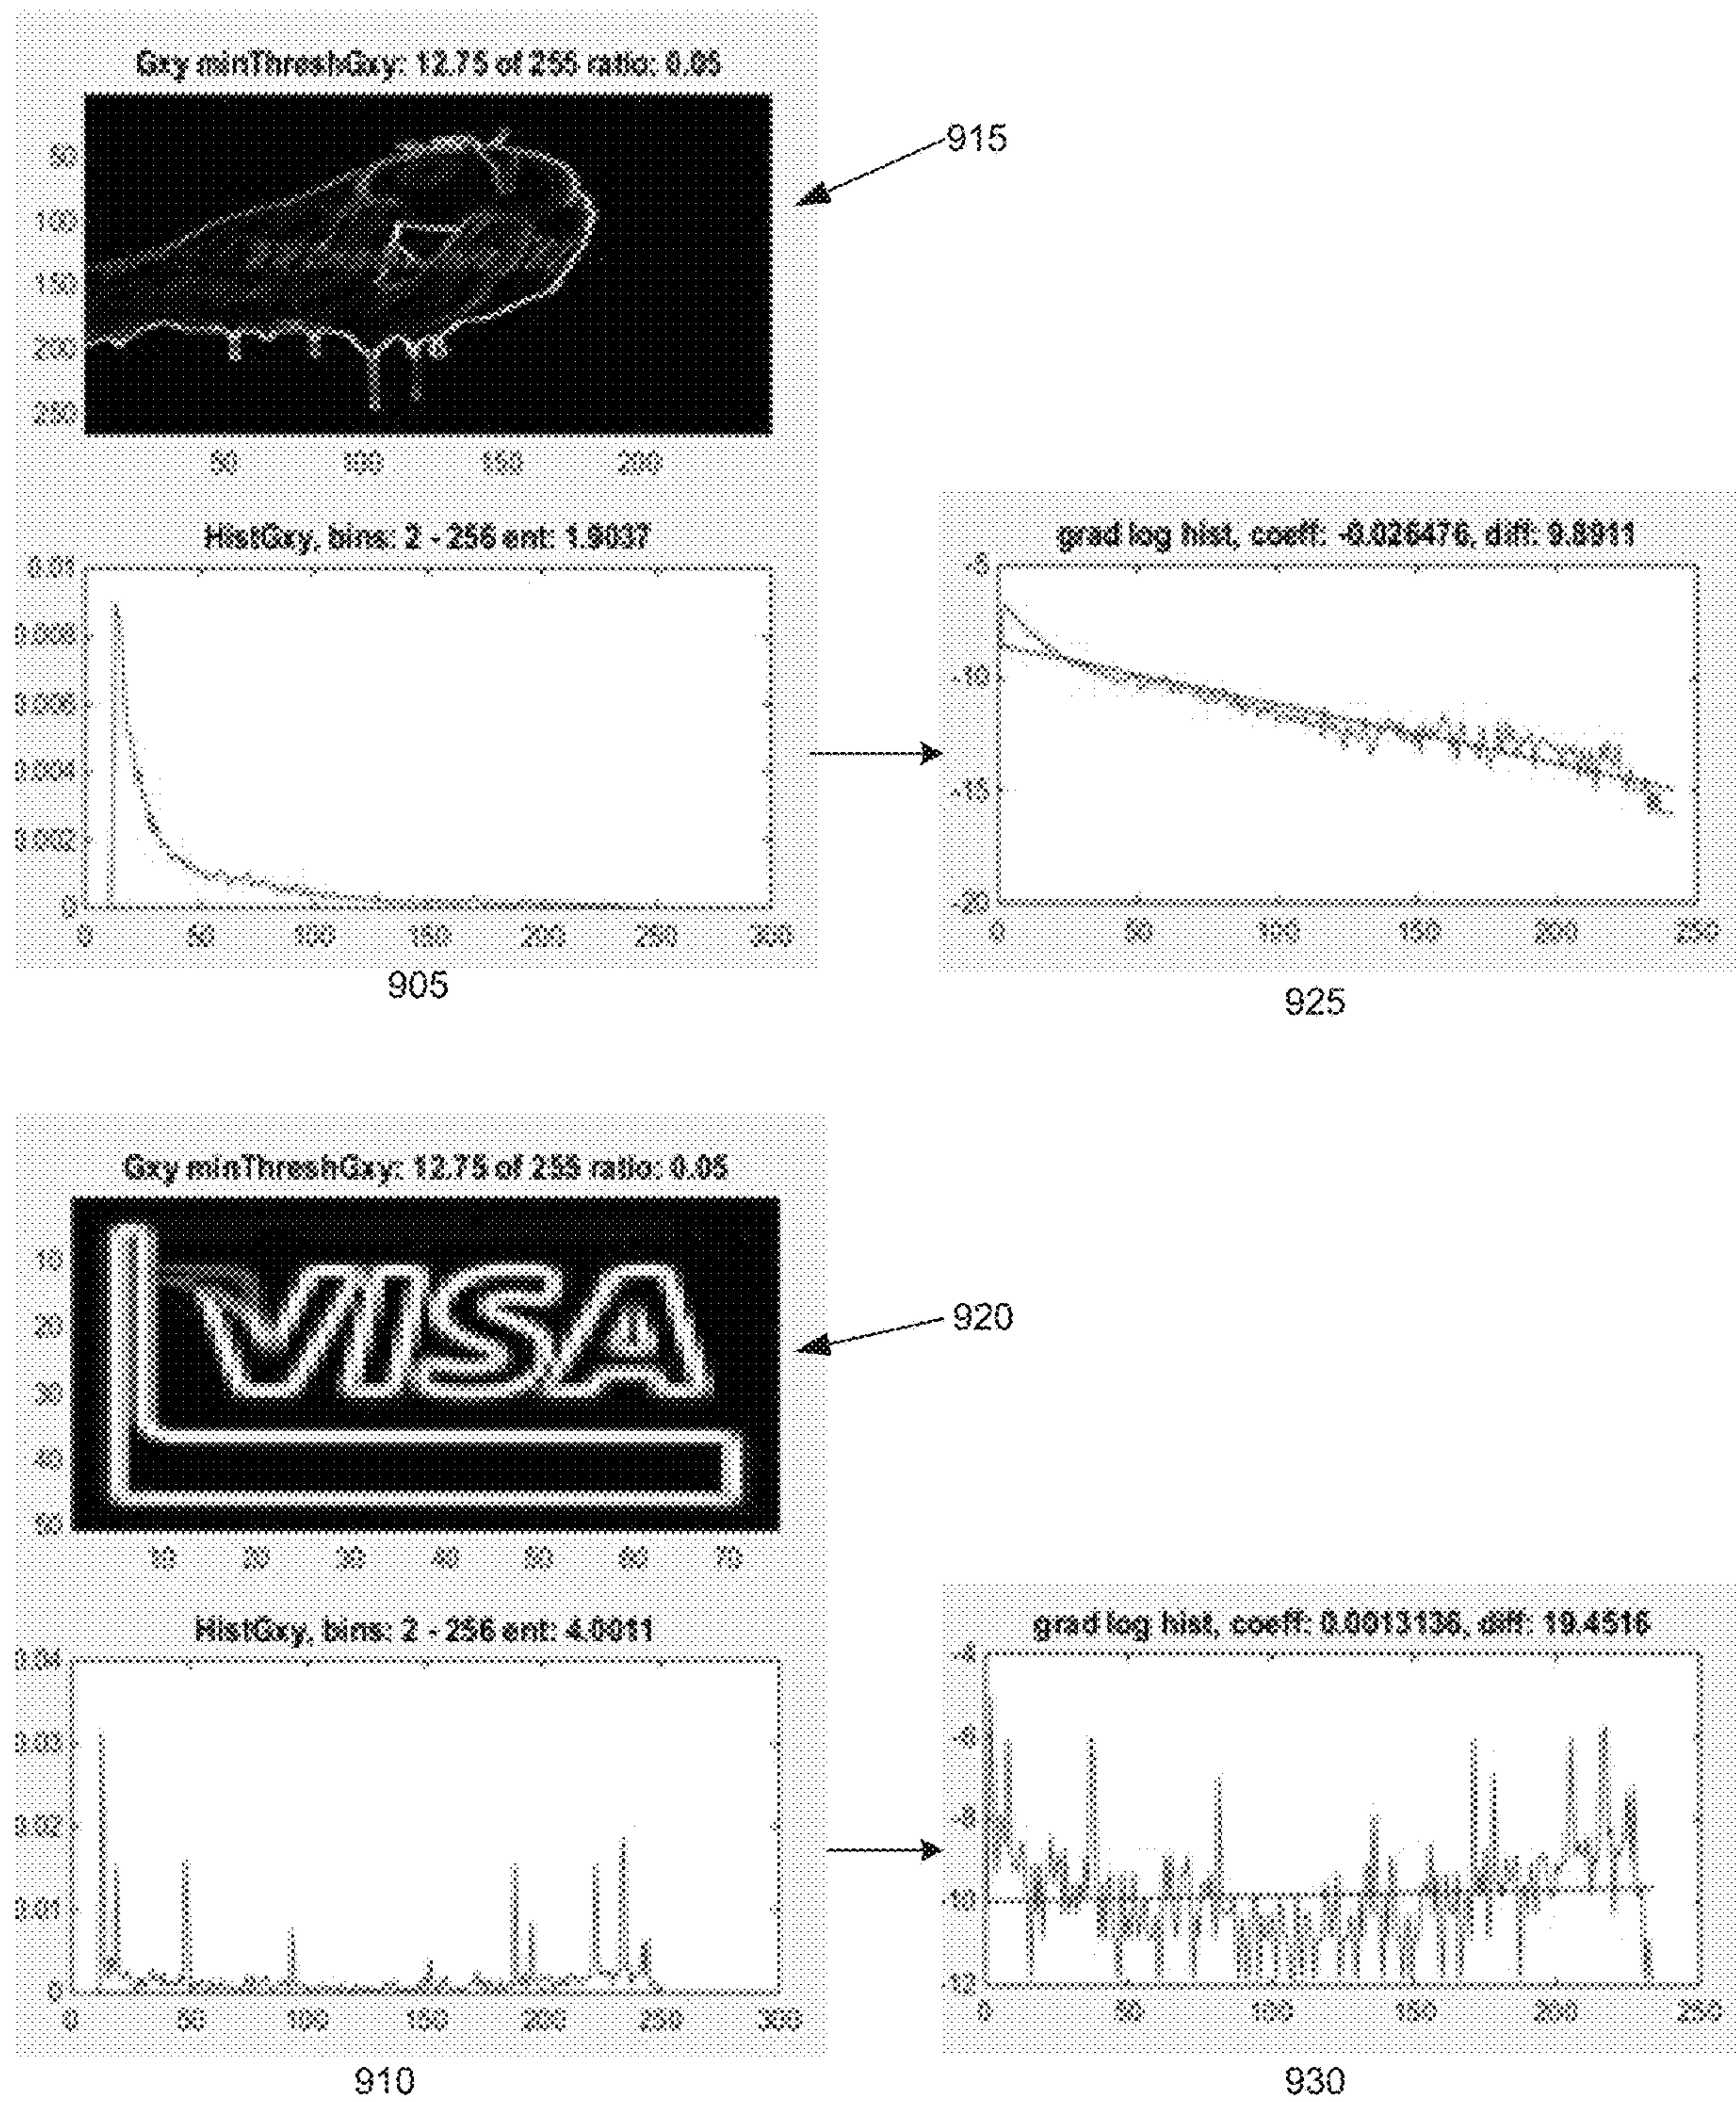 Gxy minThreshGxy: 12.75 of 255 ratio: 0.05
915
50
100
150
200
250
50 100 150 200
HistGxy, bins: 2 - 256 ent: 1.9037
0.01
0.008
0.006
0.004
0.002
0
0 50 100 150 200 250 300
905
grad log hist, coeff: -0.026476, diff: 9.8911
-5
-10
-15
-20
0 50 100 150 200 250
925
Gxy minThreshGxy: 12.75 of 255 ratio: 0.05
920
10
20
30
40
50
VISA
10 20 30 40 50 60 70
HistGxy, bins: 2 - 256 ent: 4.0011
0.04
0.03
0.02
0.01
0
0 50 100 150 200 250 300
910
grad log hist, coeff: 0.0013136, diff: 19.4516
-4
-6
-8
-10
-12
0 50 100 150 200 250
930